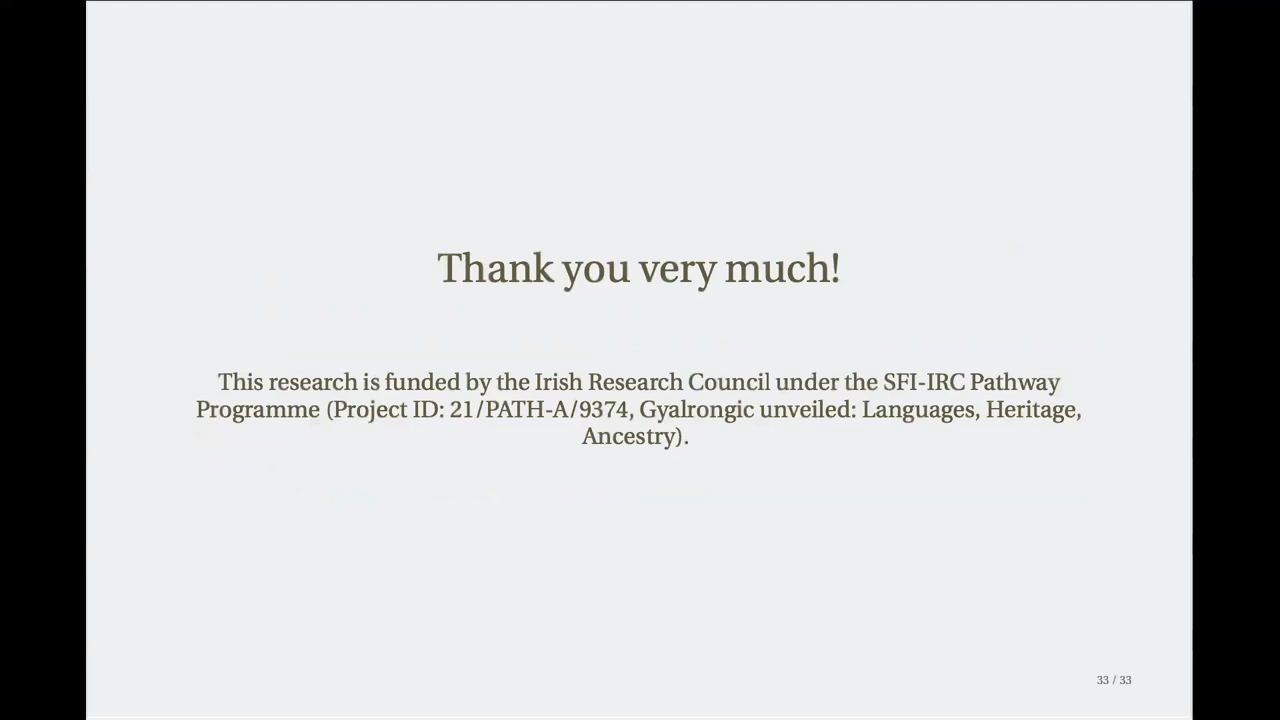 Thank you very much!
This research is funded by the Irish Research Council under the SFI-IRC Pathway
Programme (Project ID: 21/PATH-A/9374, Gyalrongic unveiled: Languages, Heritage,
Ancestry).
33 / 33